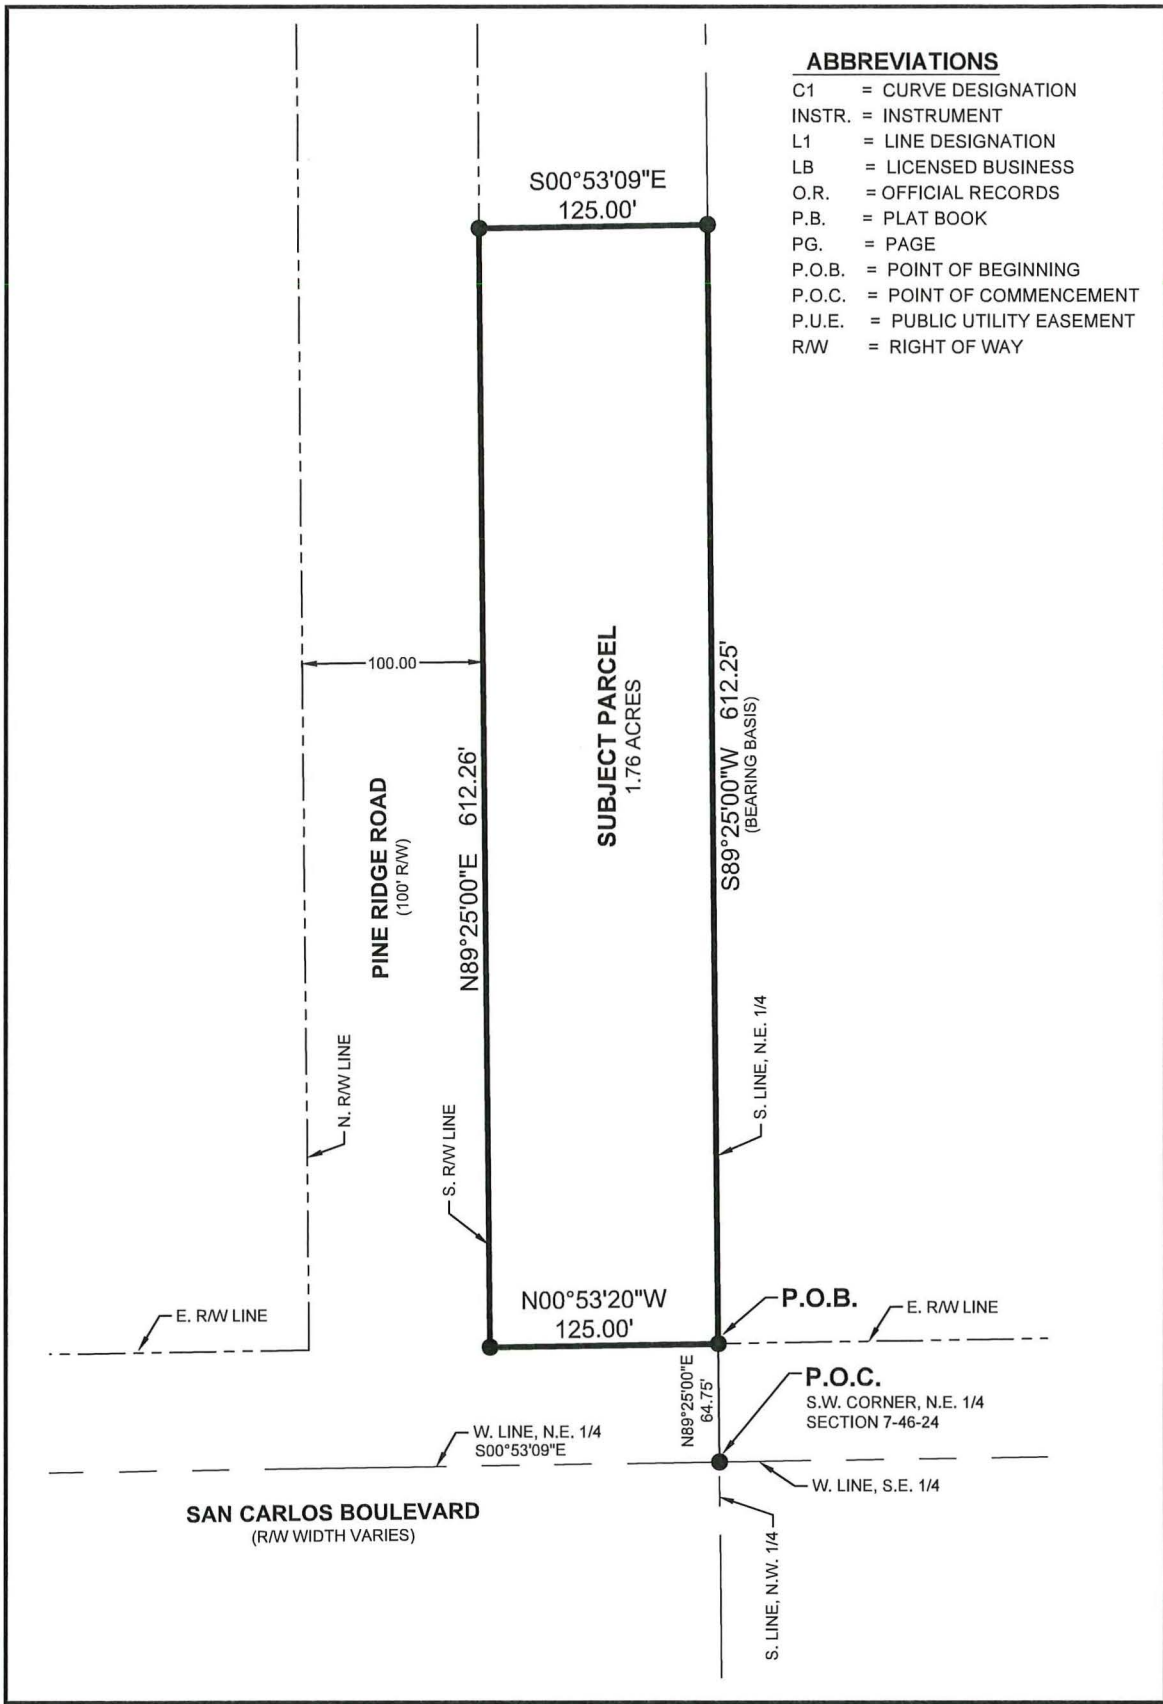 ABBREVIATIONS
C1 = CURVE DESIGNATION
INSTR. = INSTRUMENT
L1 = LINE DESIGNATION
LB = LICENSED BUSINESS
O.R. = OFFICIAL RECORDS
P.B. = PLAT BOOK
PG. = PAGE
P.O.B. = POINT OF BEGINNING
P.O.C. = POINT OF COMMENCEMENT
P.U.E. = PUBLIC UTILITY EASEMENT
R/W = RIGHT OF WAY
S00°53'09"E
125.00'
100.00
PINE RIDGE ROAD
(100' R/W)
N89°25'00"E 612.26'
SUBJECT PARCEL
1.76 ACRES
S89°25'00"W 612.25'
(BEARING BASIS)
N. R/W LINE
S. R/W LINE
S. LINE, N.E. 1/4
E. R/W LINE
N00°53'20"W
125.00'
P.O.B.
E. R/W LINE
N89°25'00"E
64.75'
P.O.C.
S.W. CORNER, N.E. 1/4
SECTION 7-46-24
W. LINE, N.E. 1/4
S00°53'09"E
W. LINE, S.E. 1/4
SAN CARLOS BOULEVARD
(R/W WIDTH VARIES)
S. LINE, N.W. 1/4